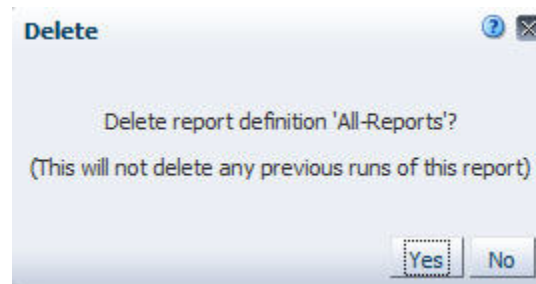 Delete
Delete report definition 'All-Reports'?
(This will not delete any previous runs of this report)
Yes No